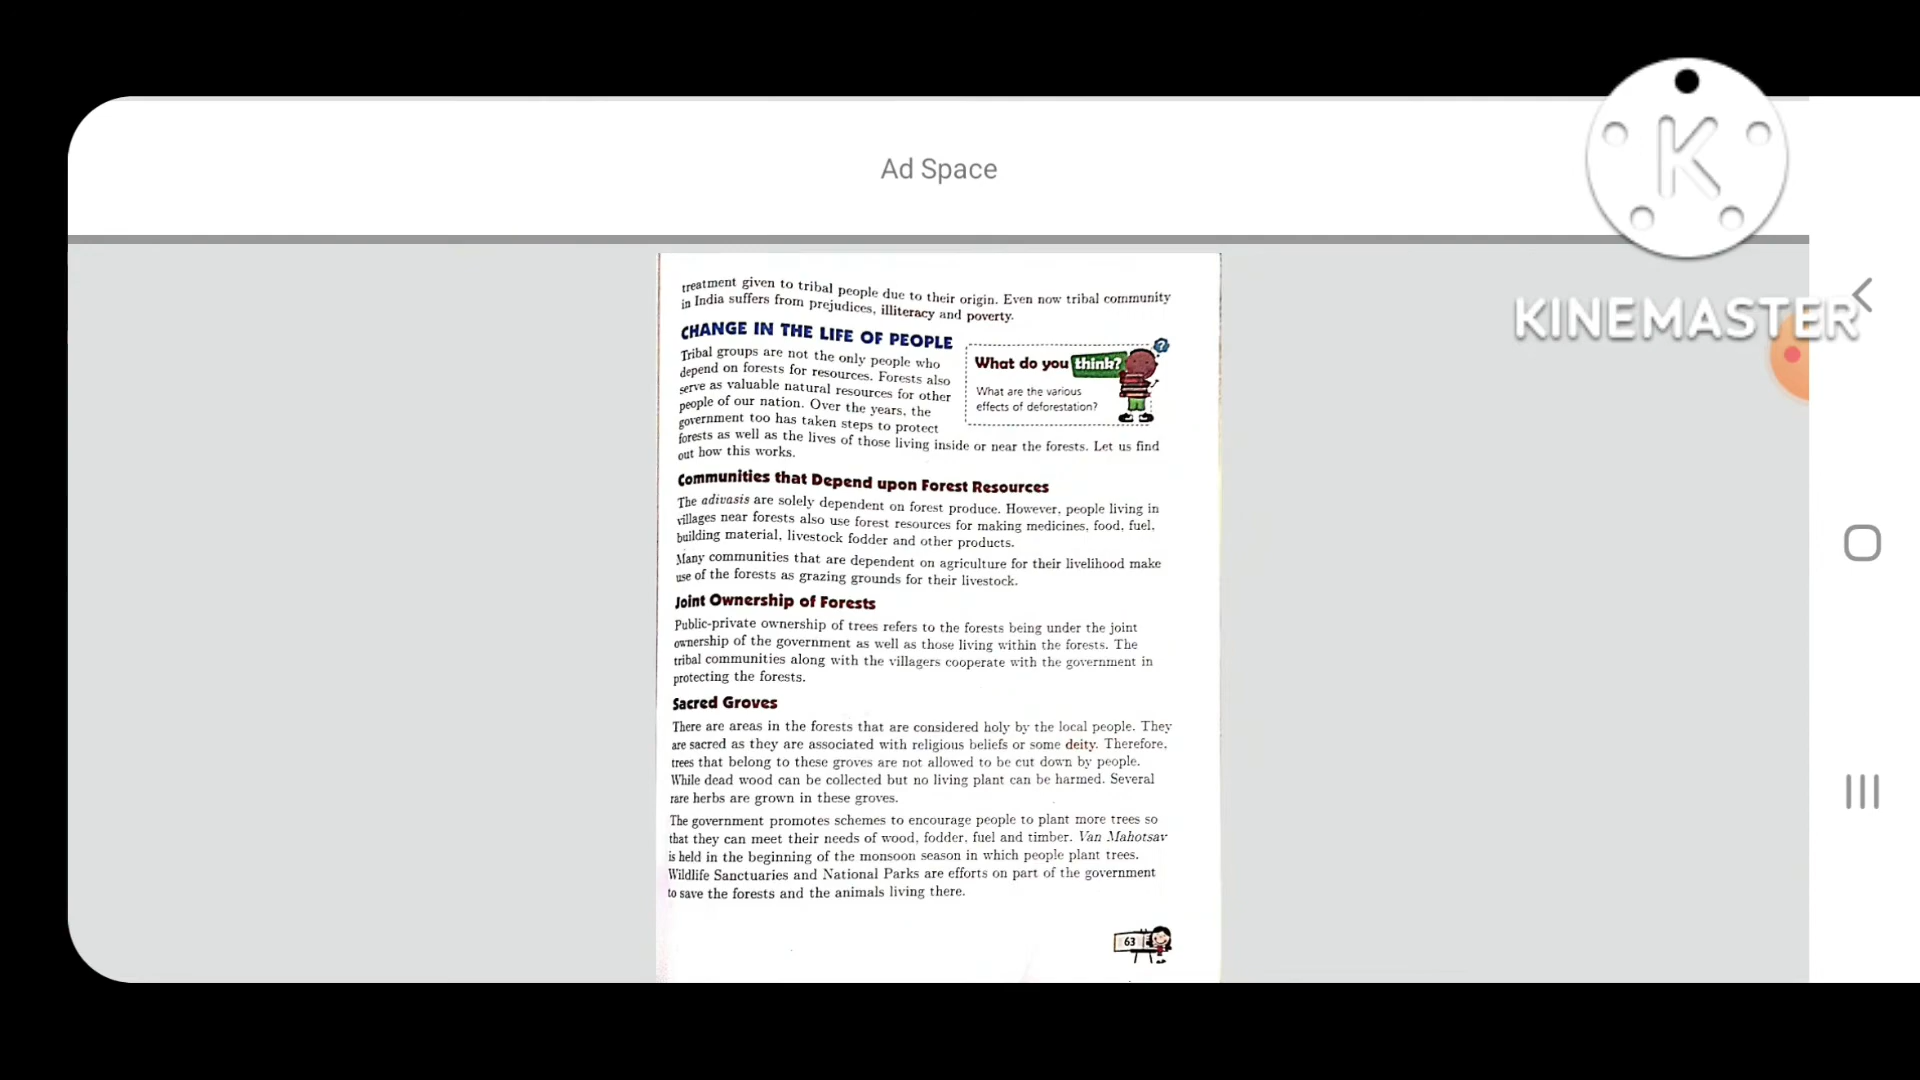 Ad Space
K
KINEMASTER
treatment given to tribal people due to their origin. Even now tribal community
in India suffers from prejudices, illiteracy and poverty.
CHANGE IN THE LIFE OF PEOPLE
Tribal groups are not the only people who
depend on forests for resources. Forests also
serve as valuable natural resources for other
people of our nation. Over the years, the
government too has taken steps to protect
forests as well as the lives of those living inside or near the forests. Let us find
out how this works.
?
What do you think?
What are the various
effects of deforestation?
Communities that Depend upon Forest Resources
The adivasis are solely dependent on forest produce. However, people living in
villages near forests also use forest resources for making medicines, food, fuel,
building material, livestock fodder and other products.
Many communities that are dependent on agriculture for their livelihood make
use of the forests as grazing grounds for their livestock.
Joint Ownership of Forests
Public-private ownership of trees refers to the forests being under the joint
ownership of the government as well as those living within the forests. The
tribal communities along with the villagers cooperate with the government in
protecting the forests.
Sacred Groves
There are areas in the forests that are considered holy by the local people. They
are sacred as they are associated with religious beliefs or some deity. Therefore,
trees that belong to these groves are not allowed to be cut down by people.
While dead wood can be collected but no living plant can be harmed. Several
rare herbs are grown in these groves.
The government promotes schemes to encourage people to plant more trees so
that they can meet their needs of wood, fodder, fuel and timber. Van Mahotsav
is held in the beginning of the monsoon season in which people plant trees.
Wildlife Sanctuaries and National Parks are efforts on part of the government
to save the forests and the animals living there.
63